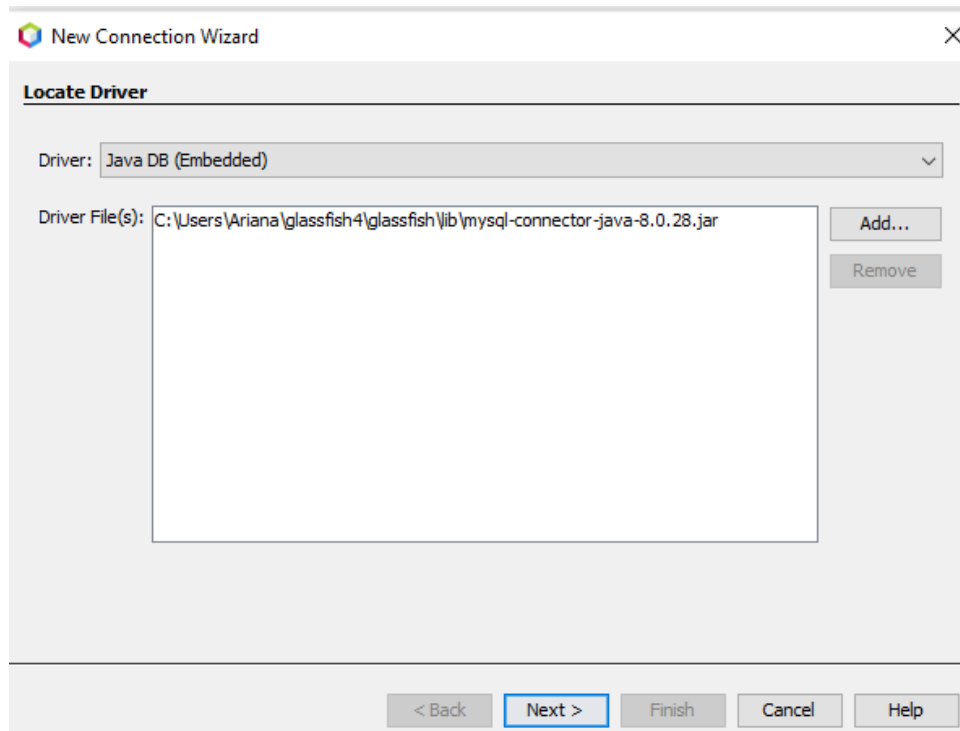 New Connection Wizard
Locate Driver
Driver: Java DB (Embedded)
Driver File(s): C:\Users\Ariana\glassfish4\glassfish\lib\mysql-connector-java-8.0.28.jar Add...
Remove
< Back Next > Finish Cancel Help